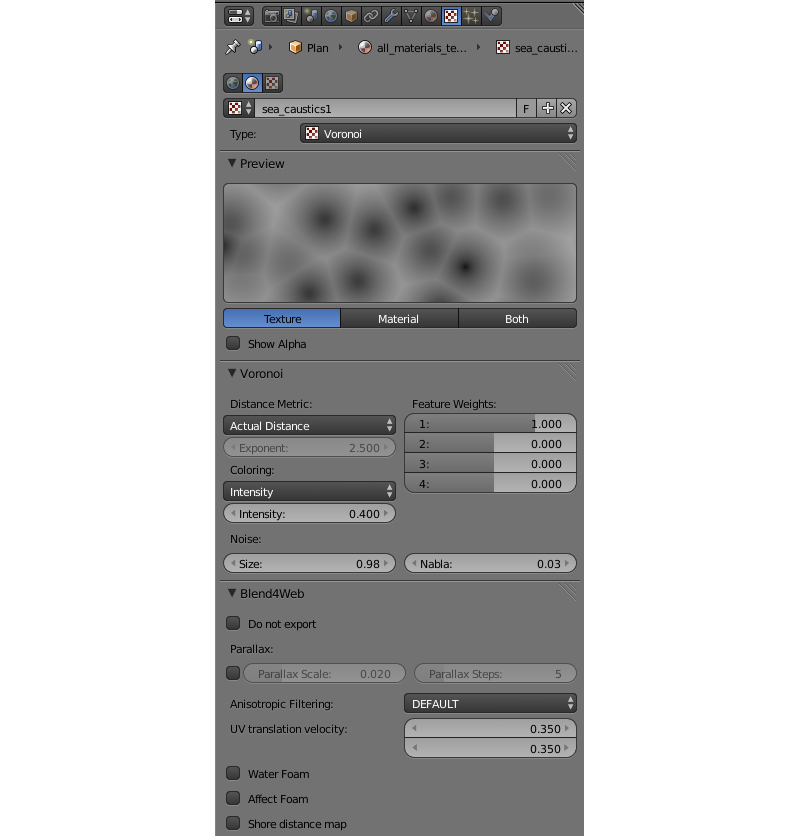 Plan all_materials_te... sea_causti...
sea_caustics1 F
Type: Voronoi
Preview
Texture Material Both
Show Alpha
Voronoi
Distance Metric: Feature Weights:
Actual Distance 1: 1.000
Exponent: 2.500 2: 0.000
Coloring: 3: 0.000
Intensity 4: 0.000
Intensity: 0.400
Noise:
Size: 0.98 Nabla: 0.03
Blend4Web
Do not export
Parallax:
Parallax Scale: 0.020 Parallax Steps: 5
Anisotropic Filtering: DEFAULT
UV translation velocity: 0.350
0.350
Water Foam
Affect Foam
Shore distance map